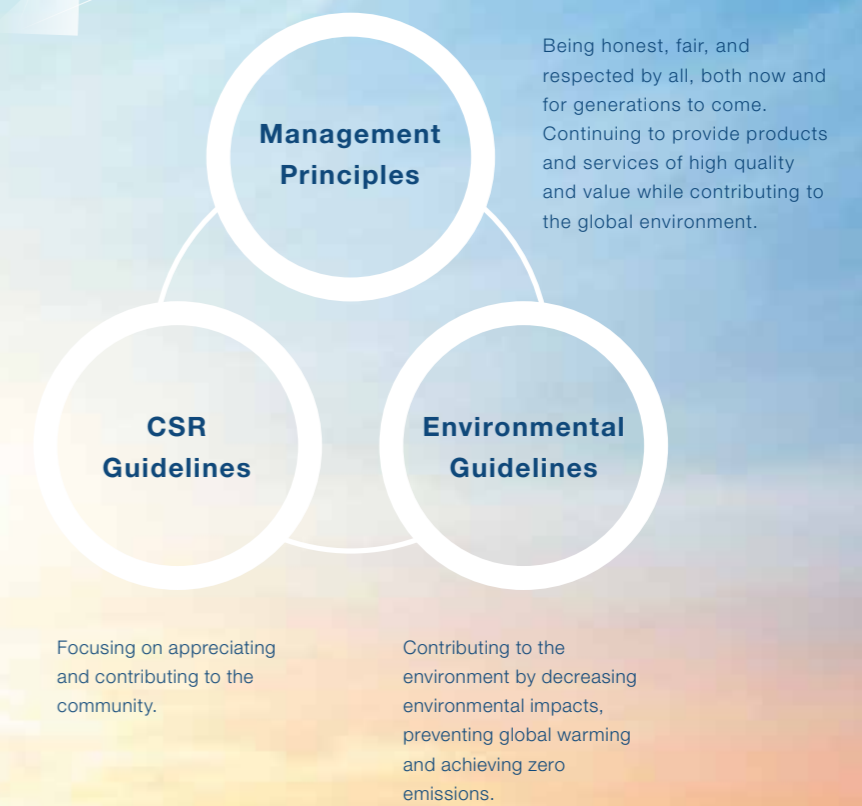 Management
Principles
Being honest, fair, and
respected by all, both now and
for generations to come.
Continuing to provide products
and services of high quality
and value while contributing to
the global environment.
CSR
Guidelines
Focusing on appreciating
and contributing to the
community.
Environmental
Guidelines
Contributing to the
environment by decreasing
environmental impacts,
preventing global warming
and achieving zero
emissions.